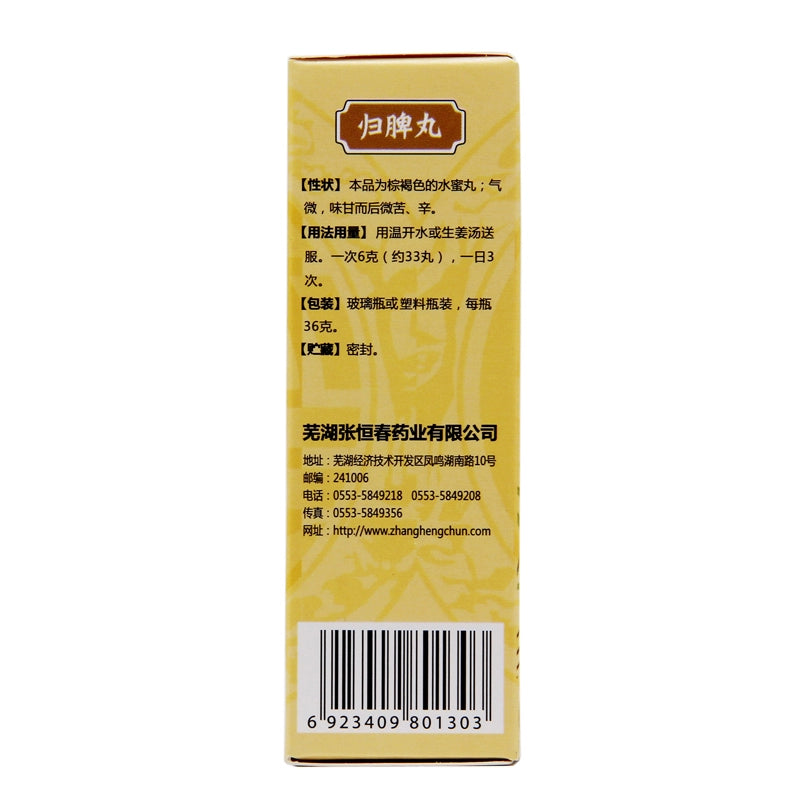 归脾丸
【性状】 本品为棕褐色的水蜜丸；气
微，味甘而后微苦、辛。
【用法用量】 用温开水或生姜汤送
服。一次6克（约33丸），一日3
次。
【包装】玻璃瓶或塑料瓶装，每瓶
36克。
【贮藏】密封。
芜湖张恒春药业有限公司
地址：芜湖经济技术开发区凤鸣湖南路10号
邮编：241006
电话：0553-5849218 0553-5849208
传真：0553-5849356
网址：http://www.zhanghengchun.com
6 923409 801303